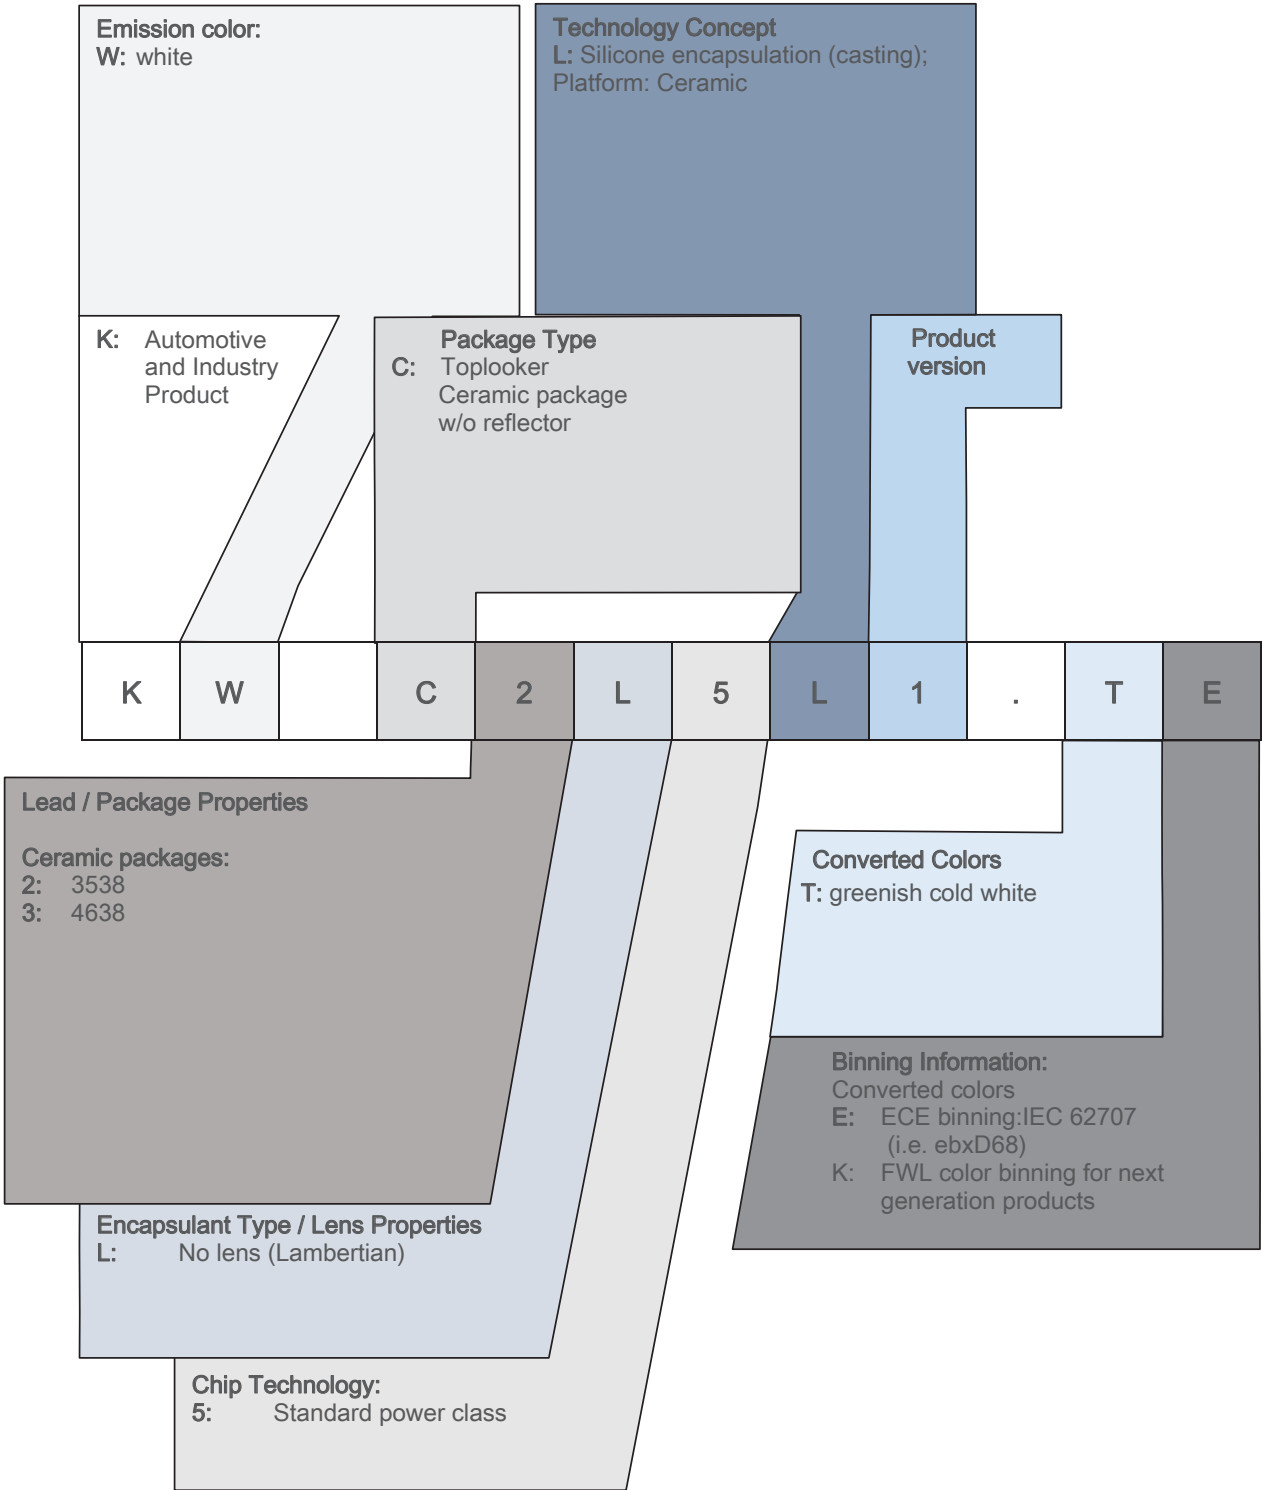 Emission color:
W: white
Technology Concept
L: Silicone encapsulation (casting);
Platform: Ceramic
K: Automotive
and Industry
Product
Package Type
C: Toplooker
Ceramic package
w/o reflector
Product
version
K W C 2 L 5 L 1 . T E
Lead / Package Properties
Ceramic packages:
2: 3538
3: 4638
Converted Colors
T: greenish cold white
Binning Information:
Converted colors
E: ECE binning:IEC 62707
(i.e. ebxD68)
K: FWL color binning for next
generation products
Encapsulant Type / Lens Properties
L: No lens (Lambertian)
Chip Technology:
5: Standard power class